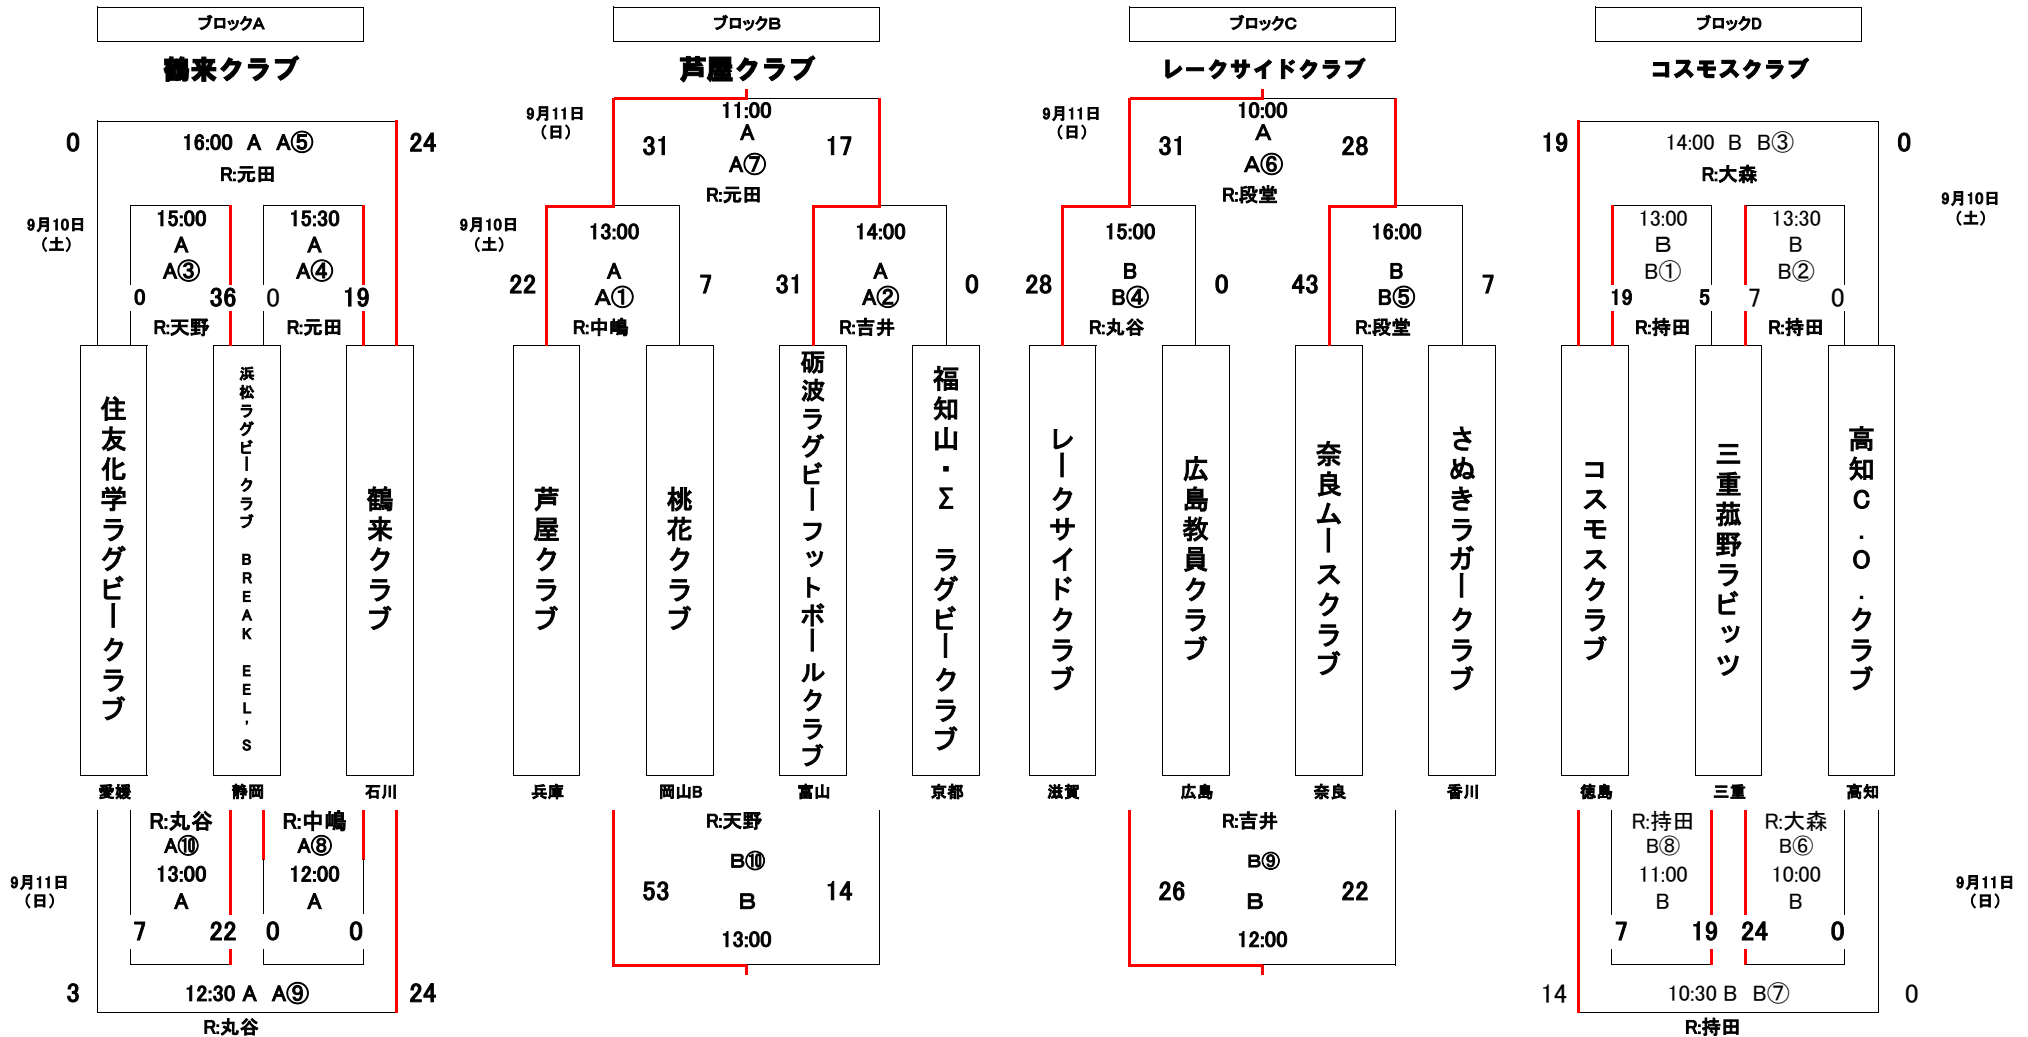 ブロックA
鶴来クラブ
0
16:00 A A⑤
24
R:元田
9月10日
（土）
15:00
A
A③
0
36
R:天野
15:30
A
A④
0
19
R:元田
住友化学ラグビークラブ
浜松ラグビークラブ BREAK EEL'S
鶴来クラブ
愛媛
静岡
石川
R:丸谷
A⑩
13:00
A
7
22
R:中嶋
A⑧
12:00
A
0
0
9月11日
（日）
3
12:30 A A⑨
24
R:丸谷
ブロックB
芦屋クラブ
9月11日
（日）
11:00
A
31
17
A⑦
R:元田
9月10日
（土）
13:00
A
22
A①
7
R:中嶋
14:00
A
31
A②
0
R:吉井
芦屋クラブ
桃花クラブ
砺波ラグビーフットボールクラブ
福知山・Σ ラグビークラブ
兵庫
岡山B
富山
京都
R:天野
B⑩
53
B
14
13:00
ブロックC
レークサイドクラブ
9月11日
（日）
10:00
A
31
28
A⑥
R:段堂
15:00
B
28
B④
0
R:丸谷
16:00
B
43
B⑤
7
R:段堂
レークサイドクラブ
広島教員クラブ
奈良ムースクラブ
さぬきラガークラブ
滋賀
広島
奈良
香川
R:吉井
B⑨
26
B
22
12:00
ブロックD
コスモスクラブ
19
14:00 B B③
0
R:大森
9月10日
（土）
13:00
B
B①
19
5
R:持田
13:30
B
B②
7
0
R:持田
コスモスクラブ
三重菰野ラビッツ
高知C.O.クラブ
徳島
三重
高知
R:持田
B⑧
11:00
B
7
19
R:大森
B⑥
10:00
B
24
0
9月11日
（日）
14
10:30 B B⑦
0
R:持田